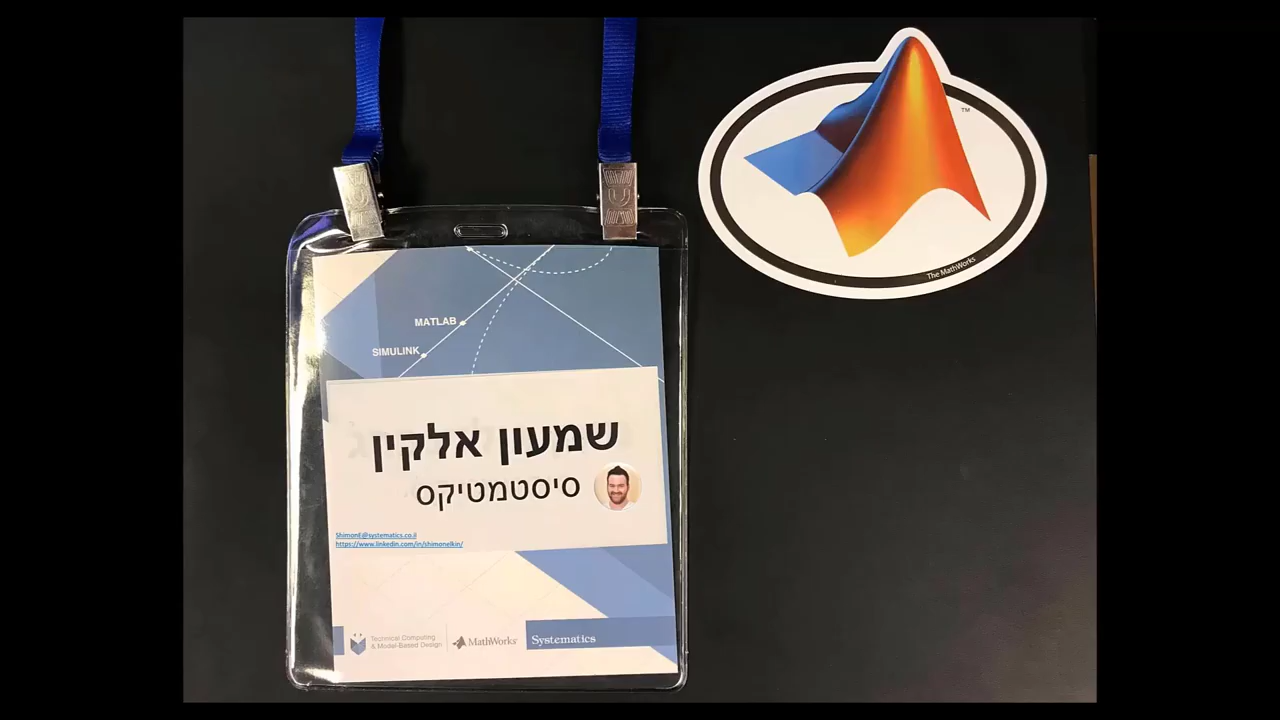 MATLAB
SIMULINK
שמעון אלקין
סיסטמטיקס
ShimonE@systematics.co.il
https://www.linkedin.com/in/shimonelkin/
Technical Computing
& Model-Based Design
MathWorks
Systematics
TM
The MathWorks